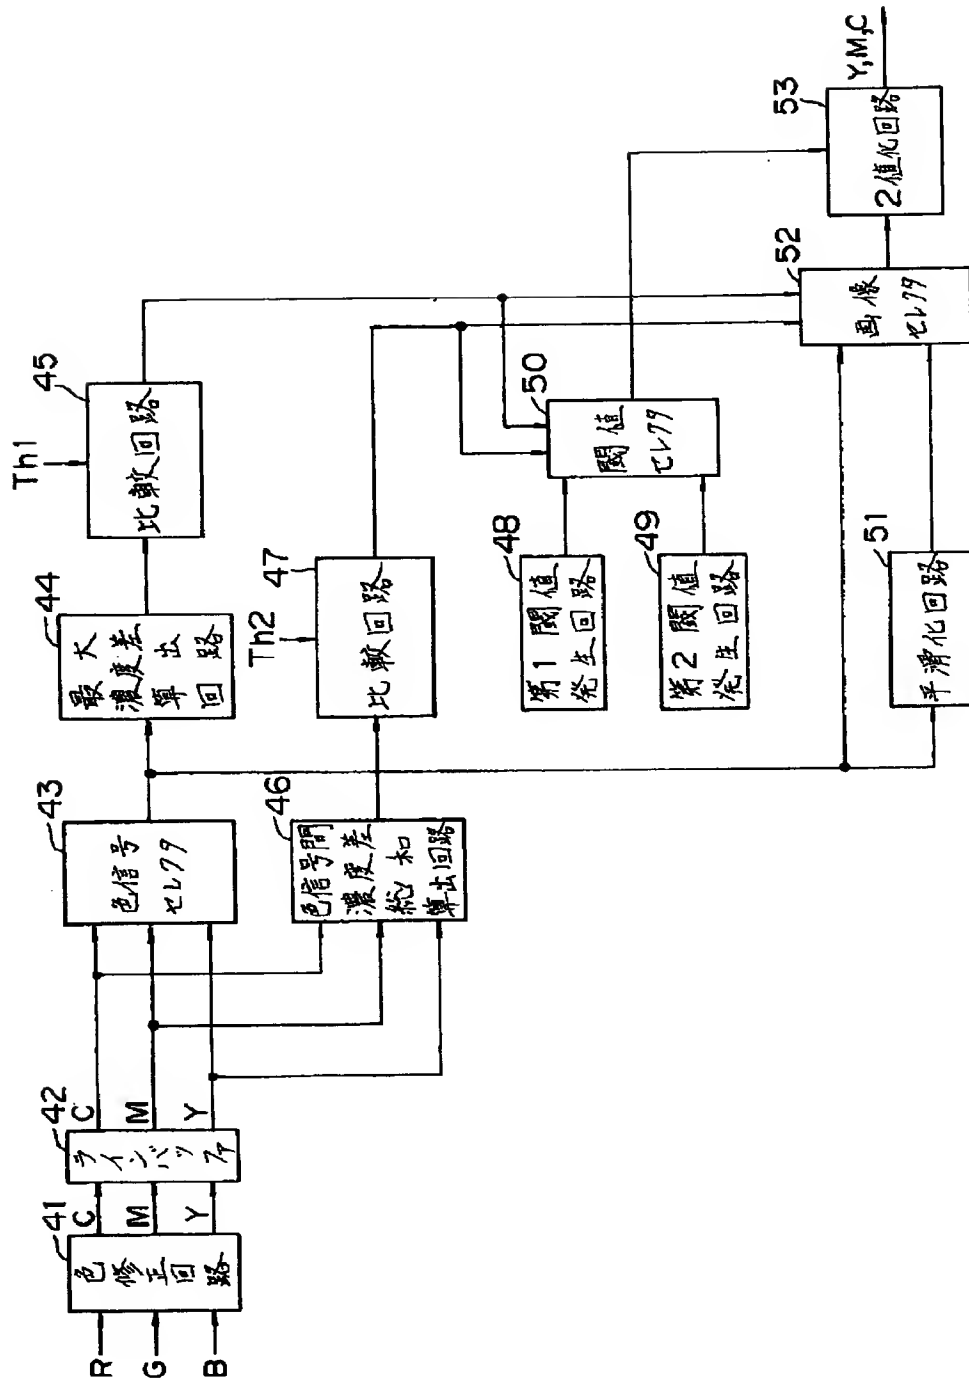 R
G
B
41
色修正回路
C
M
Y
42
ラインバッファ
C
M
Y
43
色信号
セレクタ
44
最大
濃度差
算出
回路
Th1
45
比較回路
46
色信号間
濃度差
総和
算出回路
Th2
47
比較回路
48
第1閾値
発生回路
49
第2閾値
発生回路
50
閾値
セレクタ
51
平滑化回路
52
画像
セレクタ
53
2値化回路
Y,M,C